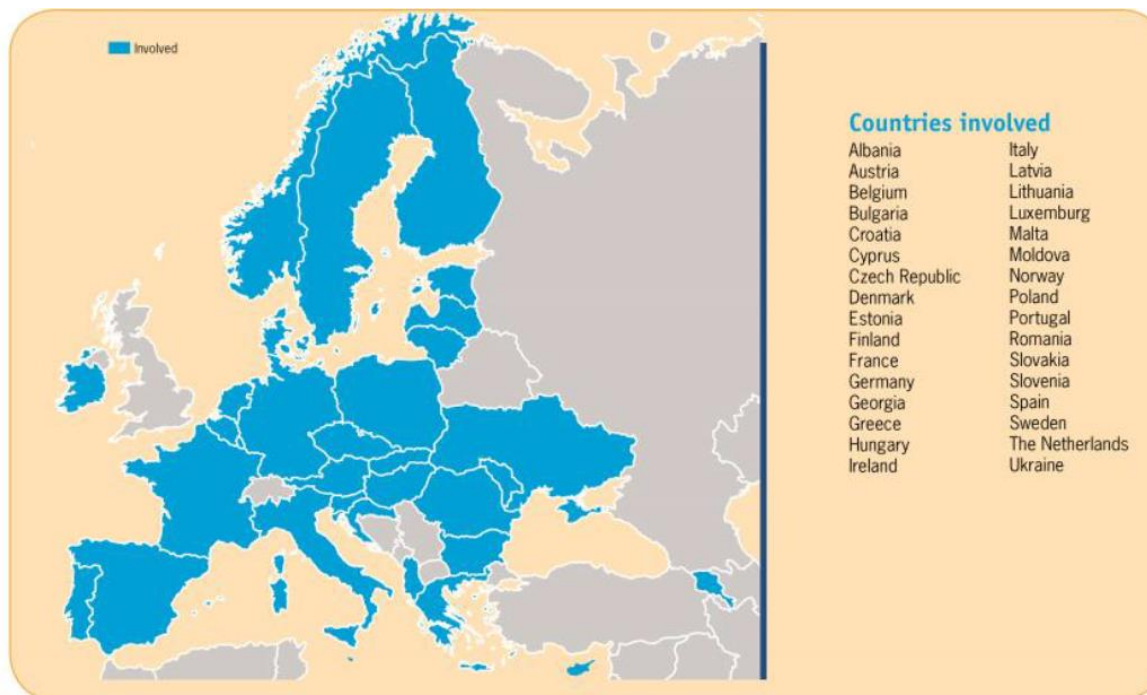 Involved
Countries involved
Albania
Austria
Belgium
Bulgaria
Croatia
Cyprus
Czech Republic
Denmark
Estonia
Finland
France
Germany
Georgia
Greece
Hungary
Ireland
Italy
Latvia
Lithuania
Luxemburg
Malta
Moldova
Norway
Poland
Portugal
Romania
Slovakia
Slovenia
Spain
Sweden
The Netherlands
Ukraine